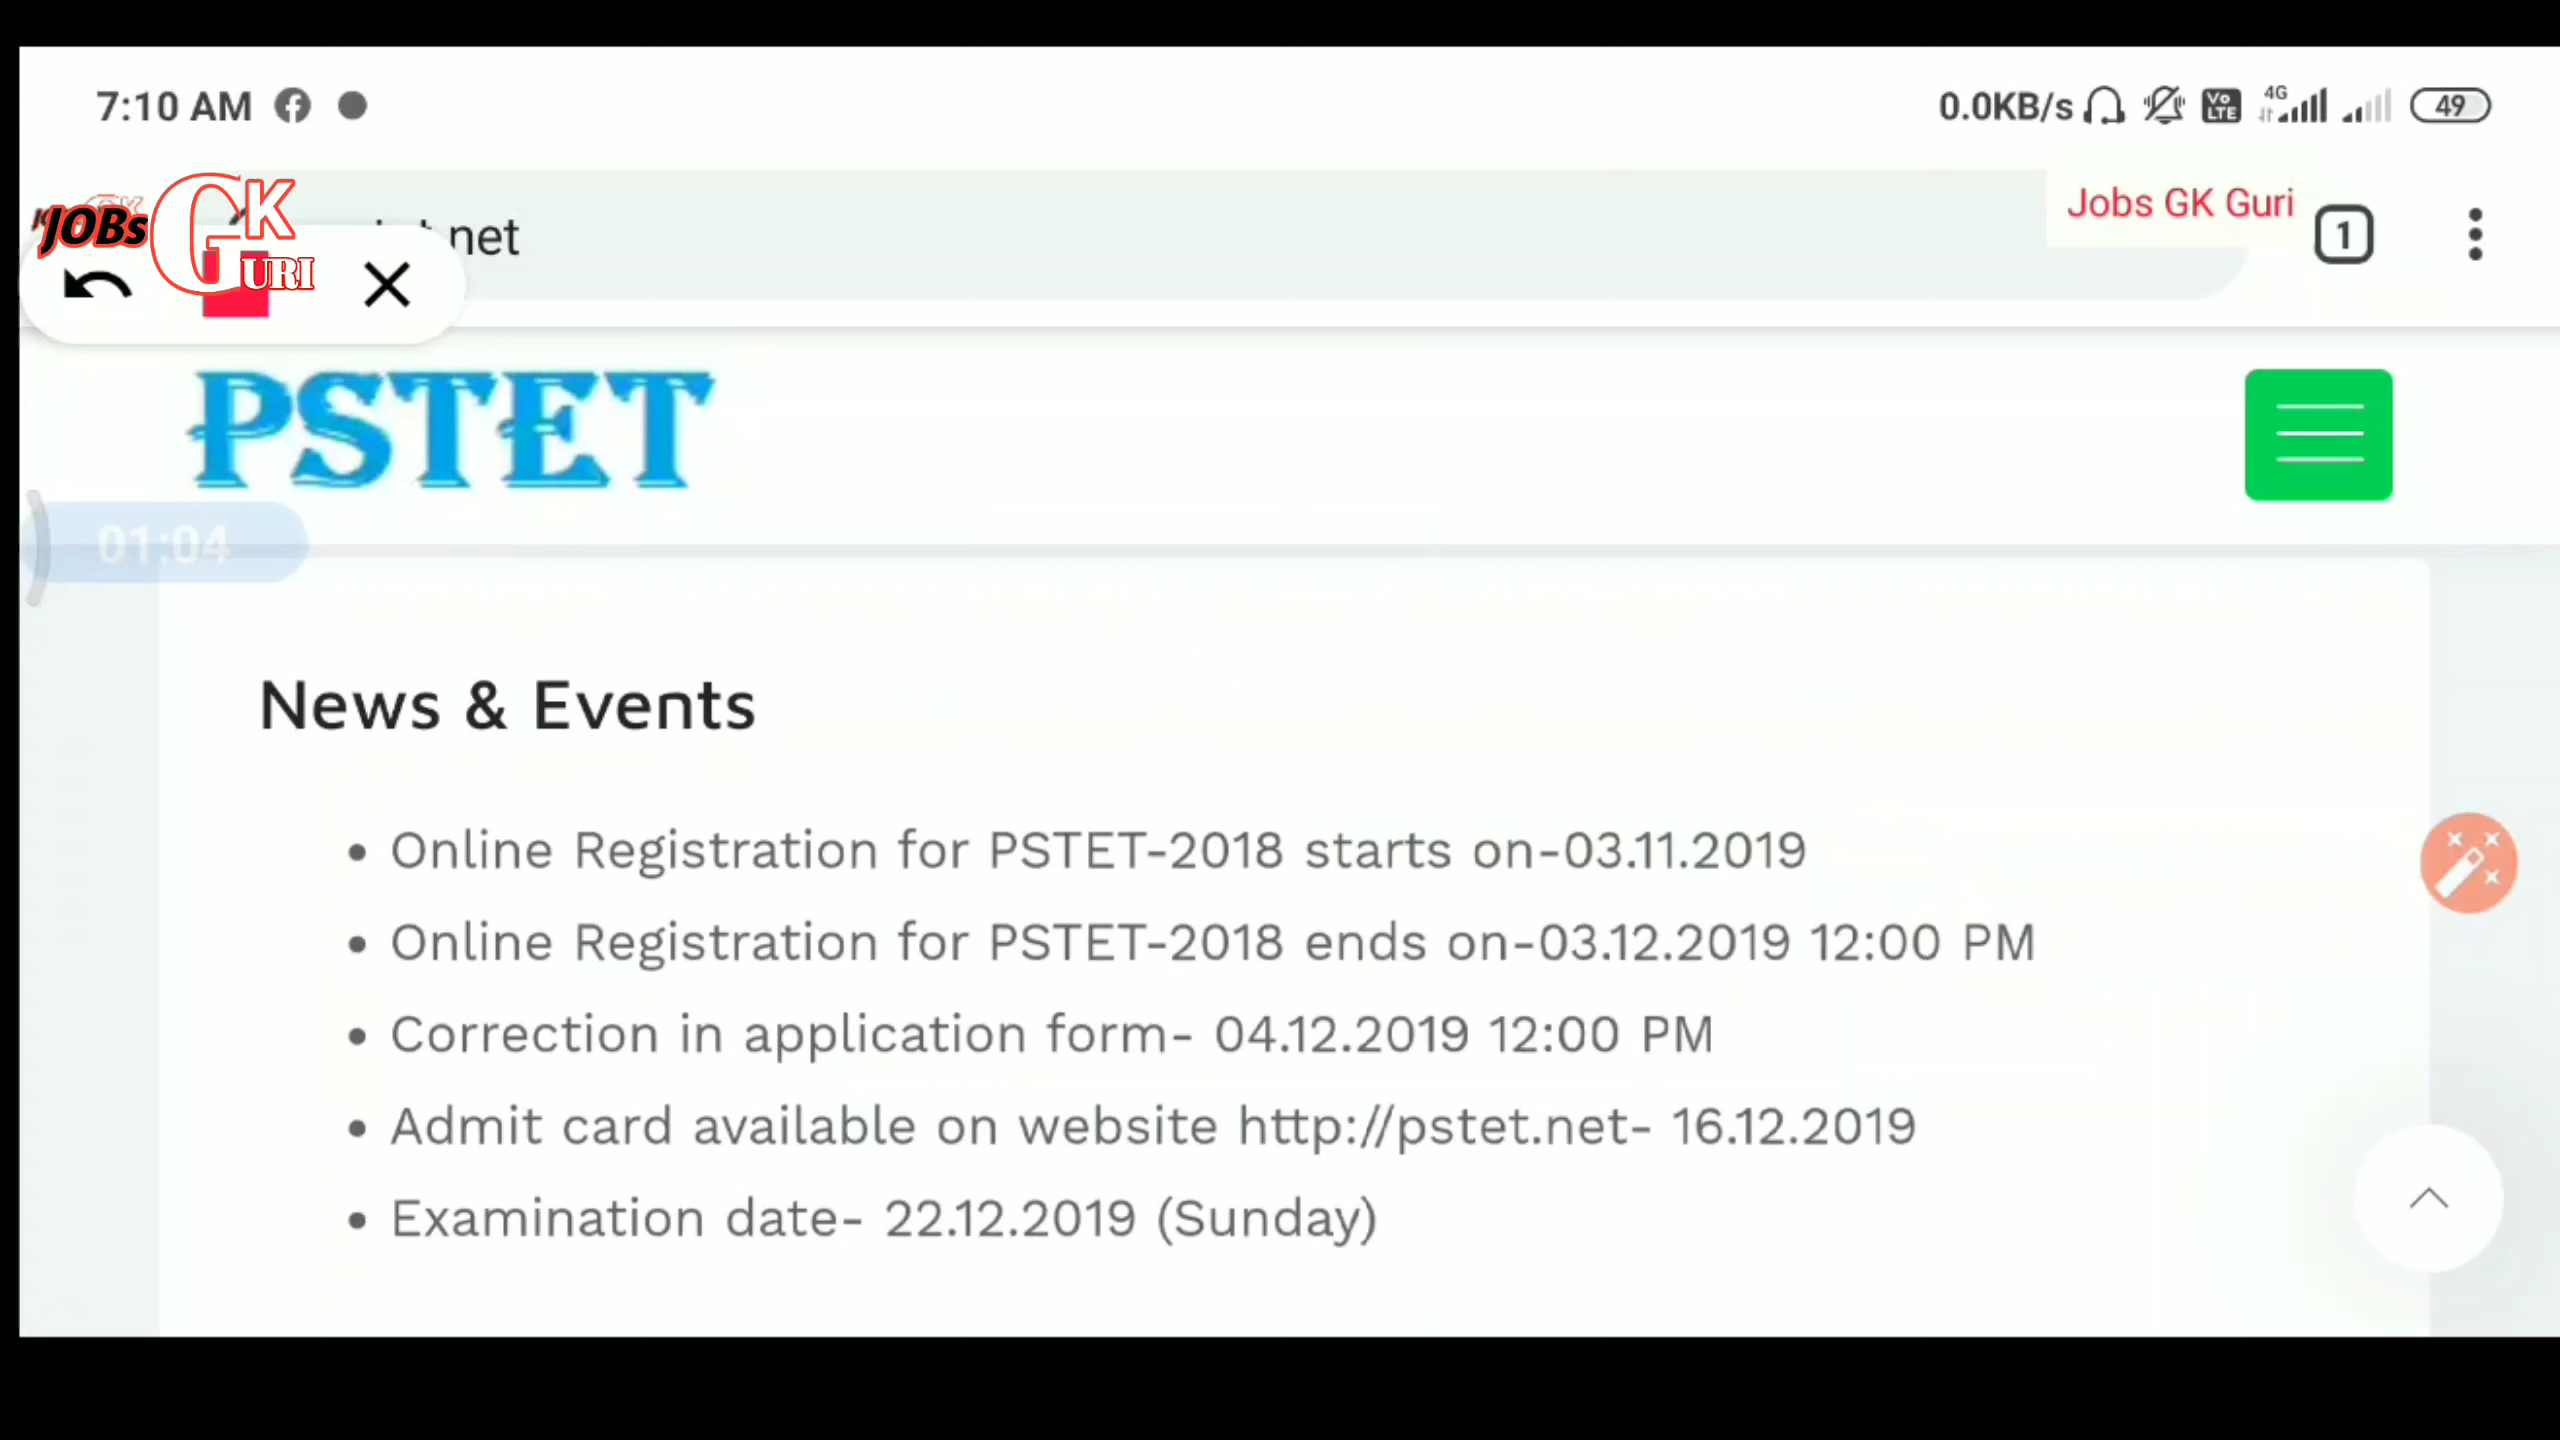 7:10 AM
0.0KB/s
VO LTE
4G
49
JOBs GK URI
net
Jobs GK Guri
1
PSTET
01:04
News & Events
Online Registration for PSTET-2018 starts on-03.11.2019
Online Registration for PSTET-2018 ends on-03.12.2019 12:00 PM
Correction in application form- 04.12.2019 12:00 PM
Admit card available on website http://pstet.net- 16.12.2019
Examination date- 22.12.2019 (Sunday)